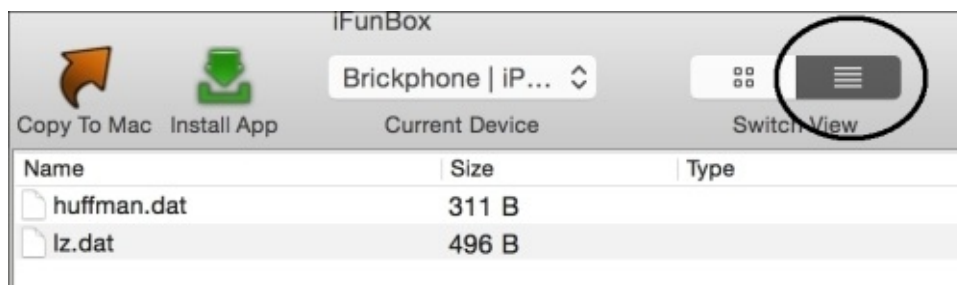 iFunBox
Brickphone | iP...
Copy To Mac Install App Current Device Switch View
Name Size Type
huffman.dat 311 B
lz.dat 496 B